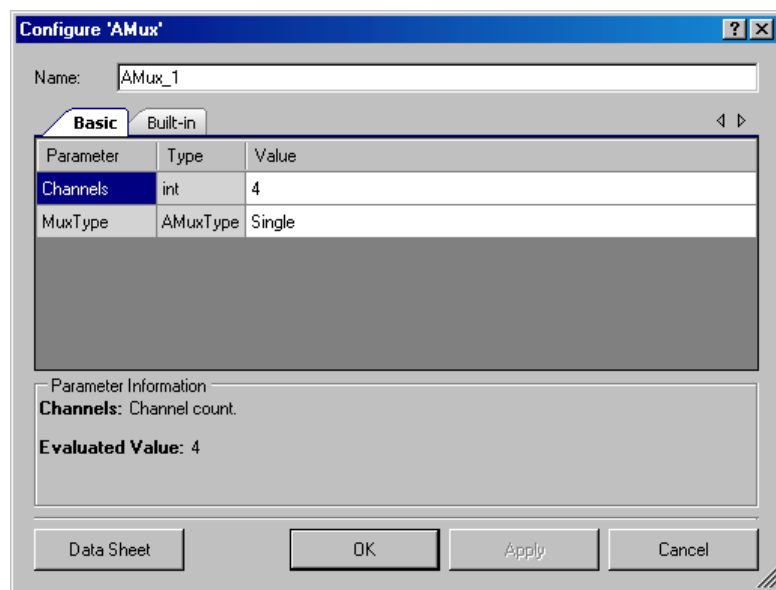 Configure 'AMux'
Name: AMux_1
Basic Built-in
Parameter Type Value
Channels int 4
MuxType AMuxType Single
Parameter Information
Channels: Channel count.
Evaluated Value: 4
Data Sheet OK Apply Cancel